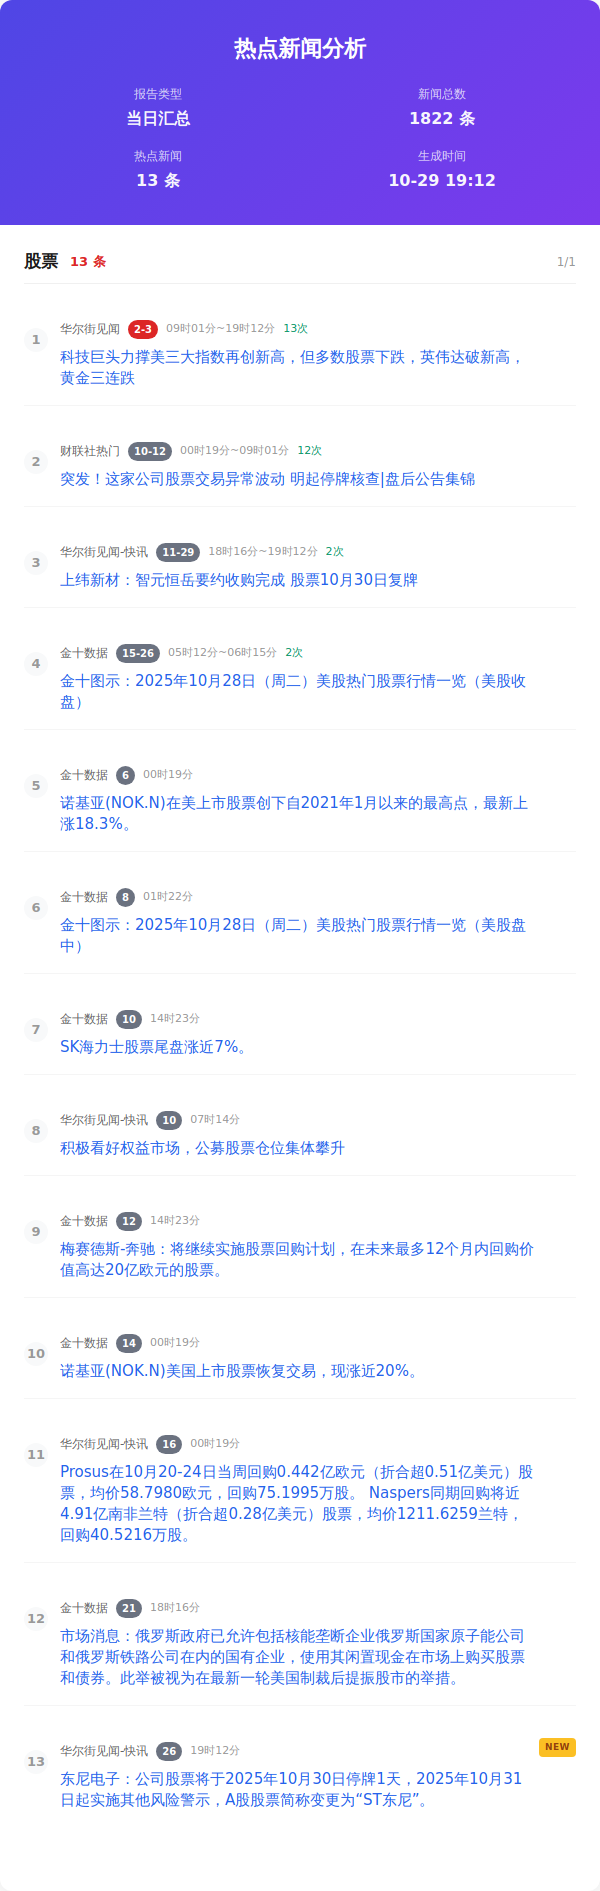 热点新闻分析
报告类型
新闻总数
当日汇总
1822 条
热点新闻
生成时间
13 条
10-29 19:12
股票 13 条 1/1
1
华尔街见闻 2-3 09时01分~19时12分 13次
科技巨头力撑美三大指数再创新高，但多数股票下跌，英伟达破新高，
黄金三连跌
2
财联社热门 10-12 00时19分~09时01分 12次
突发！这家公司股票交易异常波动 明起停牌核查|盘后公告集锦
3
华尔街见闻-快讯 11-29 18时16分~19时12分 2次
上纬新材：智元恒岳要约收购完成 股票10月30日复牌
4
金十数据 15-26 05时12分~06时15分 2次
金十图示：2025年10月28日（周二）美股热门股票行情一览（美股收
盘）
5
金十数据 6 00时19分
诺基亚(NOK.N)在美上市股票创下自2021年1月以来的最高点，最新上
涨18.3%。
6
金十数据 8 01时22分
金十图示：2025年10月28日（周二）美股热门股票行情一览（美股盘
中）
7
金十数据 10 14时23分
SK海力士股票尾盘涨近7%。
8
华尔街见闻-快讯 10 07时14分
积极看好权益市场，公募股票仓位集体攀升
9
金十数据 12 14时23分
梅赛德斯-奔驰：将继续实施股票回购计划，在未来最多12个月内回购价
值高达20亿欧元的股票。
10
金十数据 14 00时19分
诺基亚(NOK.N)美国上市股票恢复交易，现涨近20%。
11
华尔街见闻-快讯 16 00时19分
Prosus在10月20-24日当周回购0.442亿欧元（折合超0.51亿美元）股
票，均价58.7980欧元，回购75.1995万股。 Naspers同期回购将近
4.91亿南非兰特（折合超0.28亿美元）股票，均价1211.6259兰特，
回购40.5216万股。
12
金十数据 21 18时16分
市场消息：俄罗斯政府已允许包括核能垄断企业俄罗斯国家原子能公司
和俄罗斯铁路公司在内的国有企业，使用其闲置现金在市场上购买股票
和债券。此举被视为在最新一轮美国制裁后提振股市的举措。
13
华尔街见闻-快讯 26 19时12分 NEW
东尼电子：公司股票将于2025年10月30日停牌1天，2025年10月31
日起实施其他风险警示，A股股票简称变更为“ST东尼”。